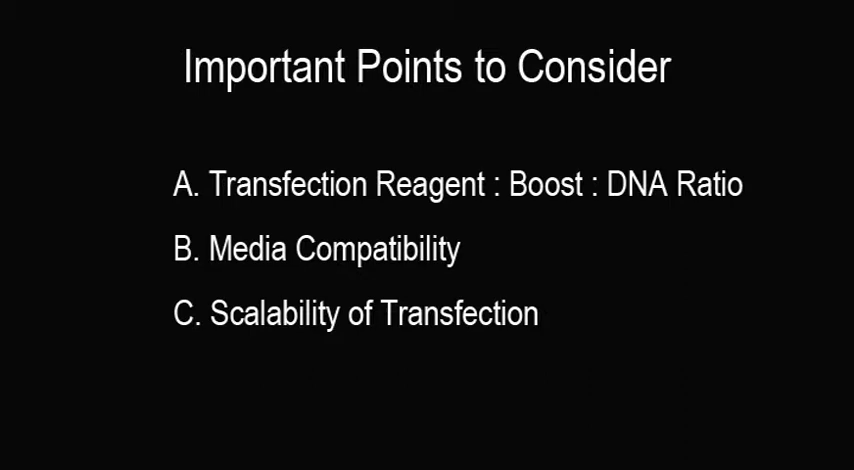 Important Points to Consider
A. Transfection Reagent : Boost : DNA Ratio
B. Media Compatibility
C. Scalability of Transfection